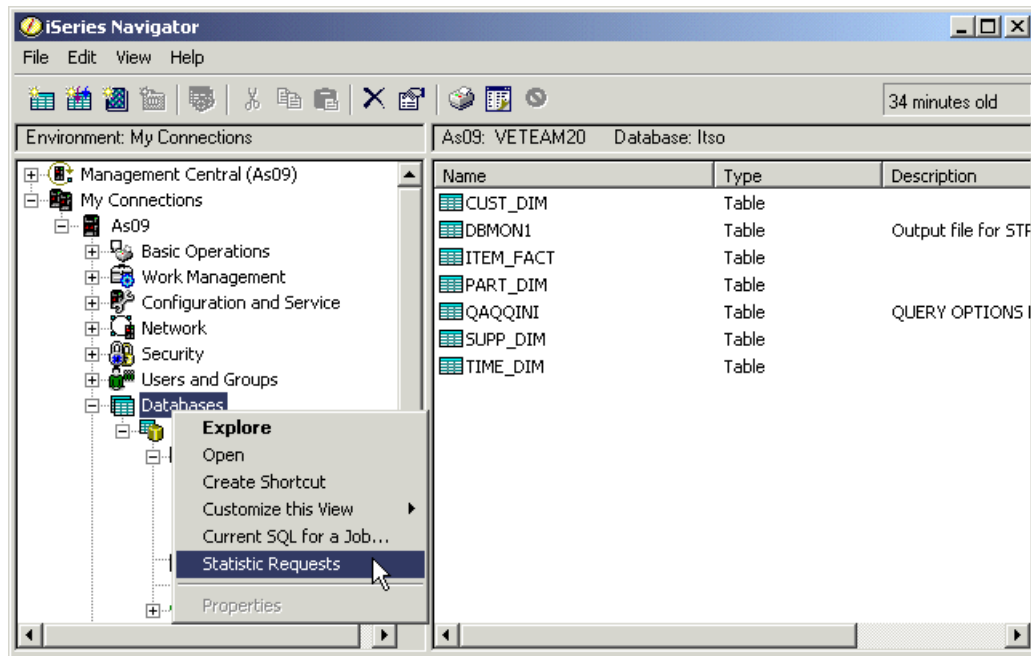 iSeries Navigator
File Edit View Help
34 minutes old
Environment: My Connections
As09: VETEAM20 Database: Itso
Management Central (As09)
My Connections
As09
Basic Operations
Work Management
Configuration and Service
Network
Security
Users and Groups
Databases
Explore
Open
Create Shortcut
Customize this View
Current SQL for a Job...
Statistic Requests
Properties
Name Type Description
CUST_DIM Table
DBMON1 Table Output file for STR
ITEM_FACT Table
PART_DIM Table
QAQQINI Table QUERY OPTIONS
SUPP_DIM Table
TIME_DIM Table